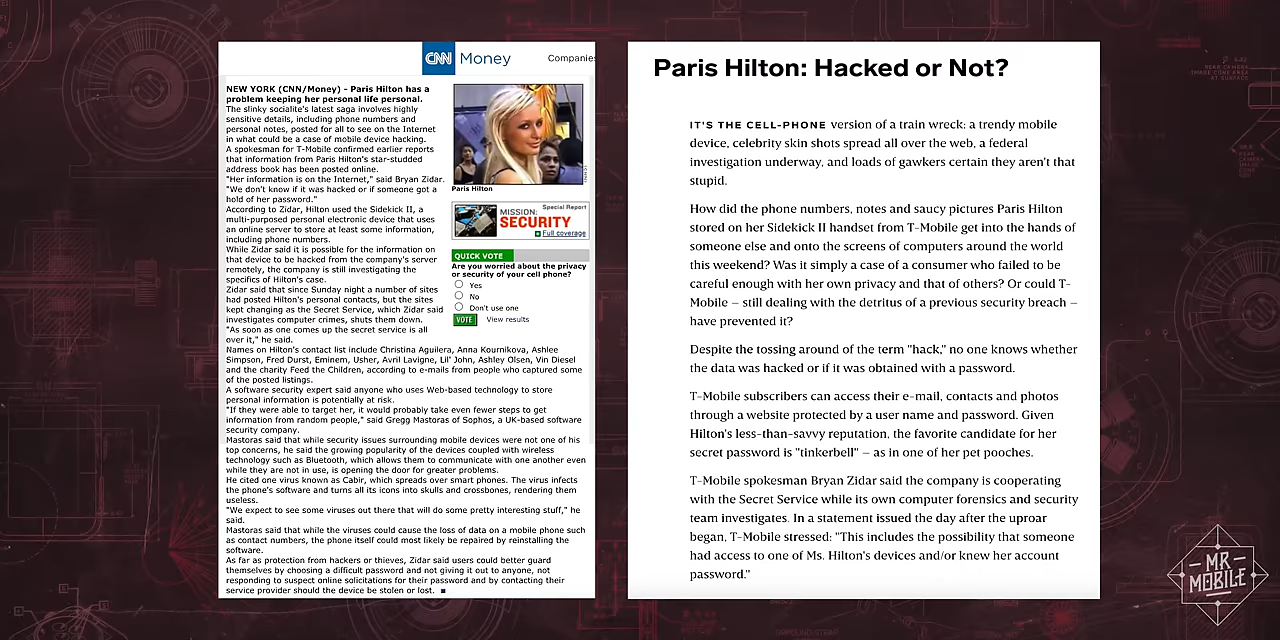 CNN Money
Companies
NEW YORK (CNN/Money) - Paris Hilton has a
problem keeping her personal life personal.
The slinky socialite's latest saga involves highly
sensitive details, including phone numbers and
personal notes, posted for all to see on the Internet
in what could be a case of mobile device hacking.
A spokesman for T-Mobile confirmed earlier reports
that information from Paris Hilton's star-studded
address book has been posted online.
"Her information is on the Internet," said Bryan Zidar.
"We don't know if it was hacked or if someone got a
hold of her password."
According to Zidar, Hilton used the Sidekick II, a
multi-purposed personal electronic device that uses
an online server to store at least some information,
including phone numbers.
While Zidar said it is possible for the information on
that device to be hacked from the company's server
remotely, the company is still investigating the
specifics of Hilton's case.
Zidar said that since Sunday night a number of sites
had posted Hilton's personal contacts, but the sites
kept changing as the Secret Service, which Zidar said
investigates computer crimes, shuts them down.
"As soon as one comes up the secret service is all
over it," he said.
Names on Hilton's contact list include Christina Aguilera, Anna Kournikova, Ashlee
Simpson, Fred Durst, Eminem, Usher, Avril Lavigne, Lil' John, Ashley Olsen, Vin Diesel
and the charity Feed the Children, according to e-mails from people who captured some
of the posted listings.
A software security expert said anyone who uses Web-based technology to store
personal information is potentially at risk.
"If they were able to target her, it would probably take even fewer steps to get
information from random people," said Gregg Mastoras of Sophos, a UK-based software
security company.
Mastoras said that while security issues surrounding mobile devices were not one of his
top concerns, he said the growing popularity of the devices coupled with wireless
technology such as Bluetooth, which allows them to communicate with one another even
while they are not in use, is opening the door for greater problems.
He cited one virus known as Cabir, which spreads over smart phones. The virus infects
the phone's software and turns all its icons into skulls and crossbones, rendering them
useless.
"We expect to see some viruses out there that will do some pretty interesting stuff," he
said.
Mastoras said that while the viruses could cause the loss of data on a mobile phone such
as contact numbers, the phone itself could most likely be repaired by reinstalling the
software.
As far as protection from hackers or thieves, Zidar said users could better guard
themselves by choosing a difficult password and not giving it out to anyone, not
responding to suspect online solicitations for their password and by contacting their
service provider should the device be stolen or lost.
Paris Hilton
Special Report
MISSION:
SECURITY
Full coverage
QUICK VOTE
Are you worried about the privacy
or security of your cell phone?
Yes
No
Don't use one
VOTE View results
Paris Hilton: Hacked or Not?
IT'S THE CELL-PHONE version of a train wreck: a trendy mobile
device, celebrity skin shots spread all over the web, a federal
investigation underway, and loads of gawkers certain they aren't that
stupid.
How did the phone numbers, notes and saucy pictures Paris Hilton
stored on her Sidekick II handset from T-Mobile get into the hands of
someone else and onto the screens of computers around the world
this weekend? Was it simply a case of a consumer who failed to be
careful enough with her own privacy and that of others? Or could T-
Mobile – still dealing with the detritus of a previous security breach –
have prevented it?
Despite the tossing around of the term "hack," no one knows whether
the data was hacked or if it was obtained with a password.
T-Mobile subscribers can access their e-mail, contacts and photos
through a website protected by a user name and password. Given
Hilton's less-than-savvy reputation, the favorite candidate for her
secret password is "tinkerbell" – as in one of her pet pooches.
T-Mobile spokesman Bryan Zidar said the company is cooperating
with the Secret Service while its own computer forensics and security
team investigates. In a statement issued the day after the uproar
began, T-Mobile stressed: "This includes the possibility that someone
had access to one of Ms. Hilton's devices and/or knew her account
password."
MR
MOBILE